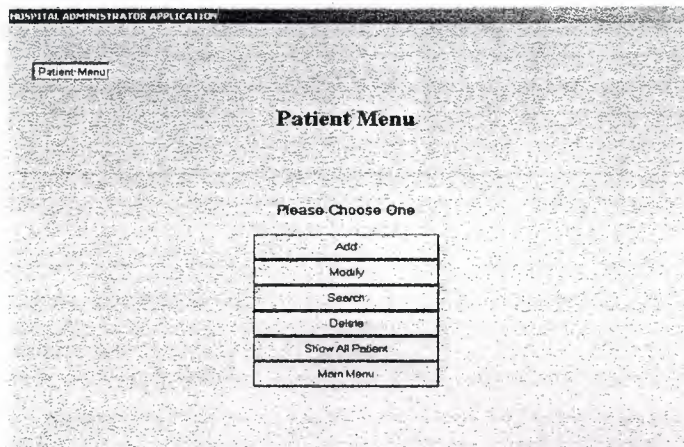 HOSPITAL ADMINISTRATOR APPLICATION
Patient Menu
Patient Menu
Please Choose One
Add
Modify
Search
Delete
Show All Patient
Main Menu